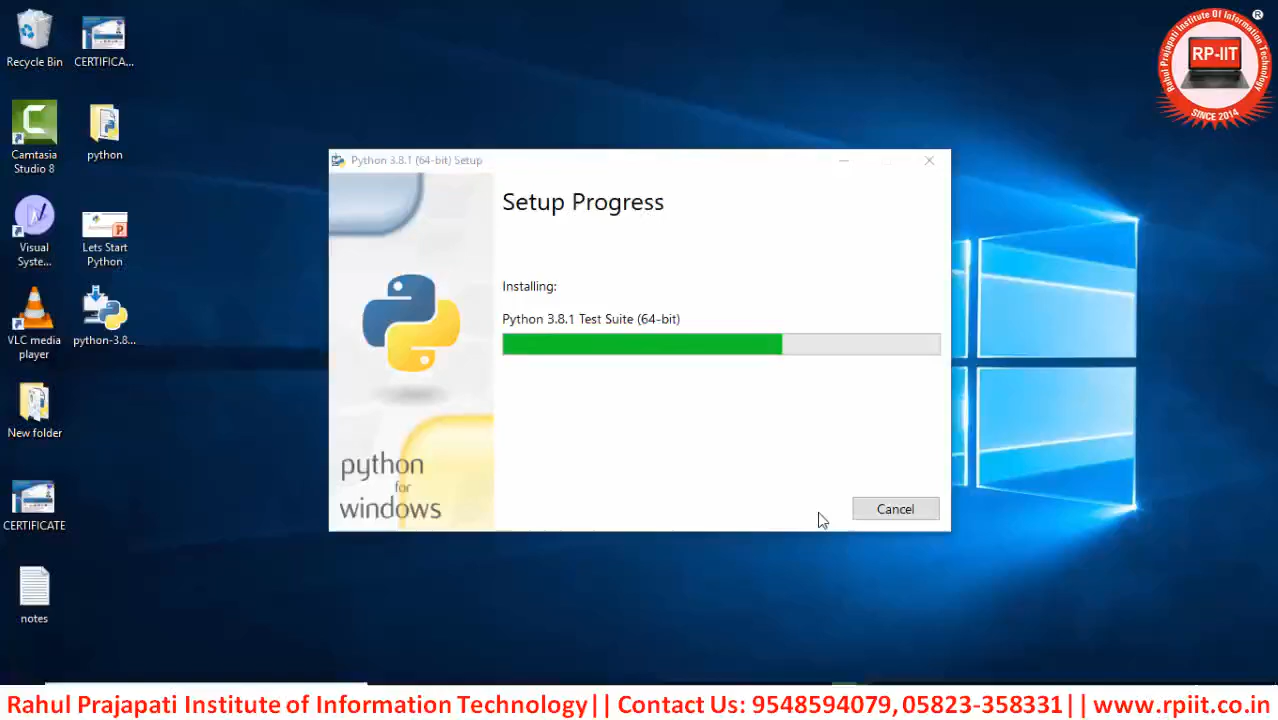 Recycle Bin
CERTIFICA...
Camtasia
Studio 8
python
Visual
Syste...
Lets Start
Python
VLC media
player
python-3.8...
New folder
CERTIFICATE
notes
Python 3.8.1 (64-bit) Setup
Setup Progress
Installing:
Python 3.8.1 Test Suite (64-bit)
python
for
windows
Cancel
Rahul Prajapati Institute Of Information Technology
®
RP-IIT
SINCE 2014
Rahul Prajapati Institute of Information Technology|| Contact Us: 9548594079, 05823-358331|| www.rpiit.co.in